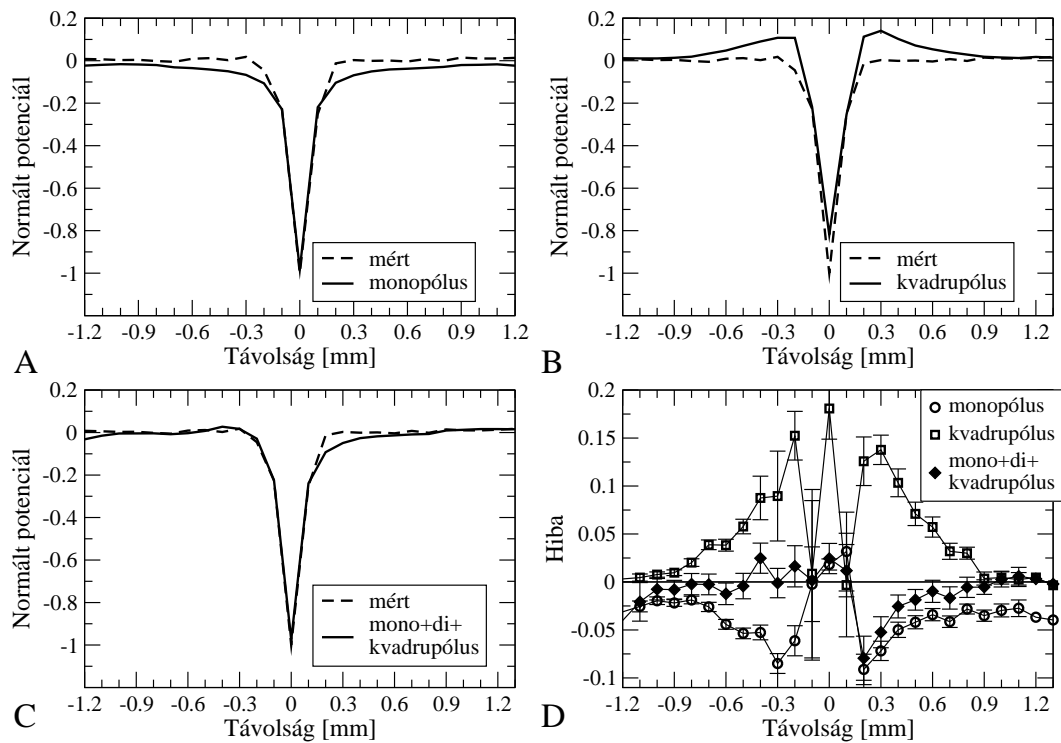 0.2
0
-0.2
-0.4
-0.6
-0.8
-1
Normált potenciál
mért
monopólus
-1.2 -0.9 -0.6 -0.3 0 0.3 0.6 0.9 1.2
Távolság [mm]
A
0.2
0
-0.2
-0.4
-0.6
-0.8
-1
Normált potenciál
mért
kvadrupólus
-1.2 -0.9 -0.6 -0.3 0 0.3 0.6 0.9 1.2
Távolság [mm]
B
0.2
0
-0.2
-0.4
-0.6
-0.8
-1
Normált potenciál
mért
mono+di+
kvadrupólus
-1.2 -0.9 -0.6 -0.3 0 0.3 0.6 0.9 1.2
Távolság [mm]
C
0.2
0.15
0.1
0.05
0
-0.05
-0.1
Hiba
monopólus
kvadrupólus
mono+di+
kvadrupólus
-1.2 -0.9 -0.6 -0.3 0 0.3 0.6 0.9 1.2
Távolság [mm]
D